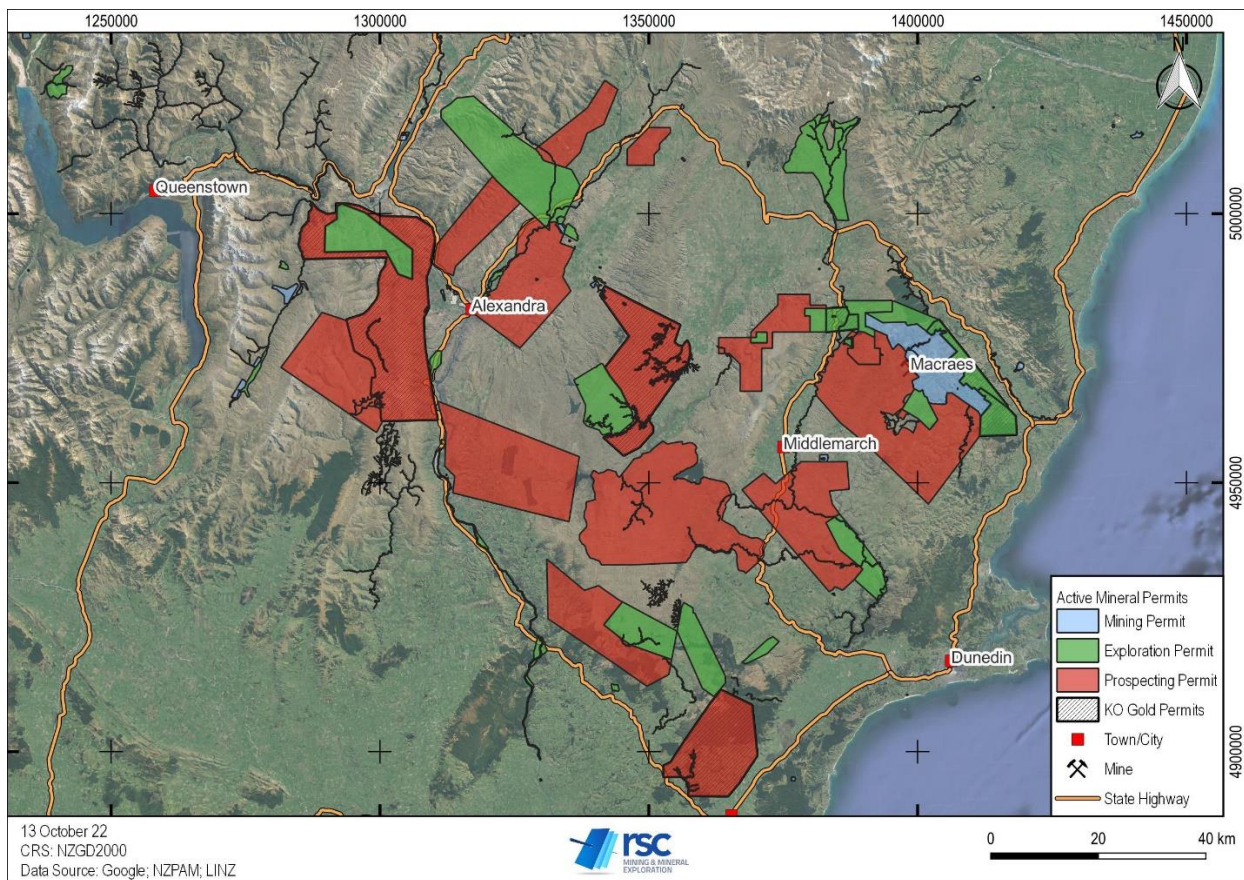 1250000 1300000 1350000 1400000 1450000
N
5000000
4950000
4900000
Queenstown
Alexandra
Macraes
Middlemarch
Dunedin
Active Mineral Permits
Mining Permit
Exploration Permit
Prospecting Permit
KO Gold Permits
Town/City
Mine
State Highway
13 October 22
CRS: NZGD2000
Data Source: Google; NZPAM; LINZ
rsc
MINING & MINERAL
EXPLORATION
0 20 40 km